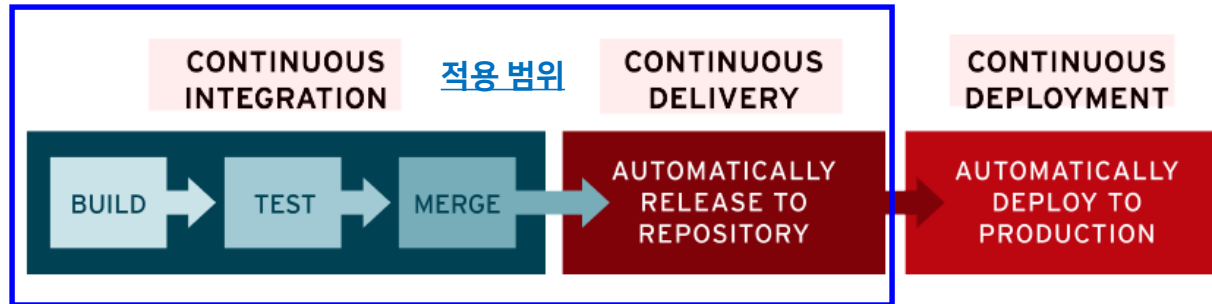 CONTINUOUS
INTEGRATION
적용 범위
CONTINUOUS
DELIVERY
CONTINUOUS
DEPLOYMENT
BUILD
TEST
MERGE
AUTOMATICALLY
RELEASE TO
REPOSITORY
AUTOMATICALLY
DEPLOY TO
PRODUCTION